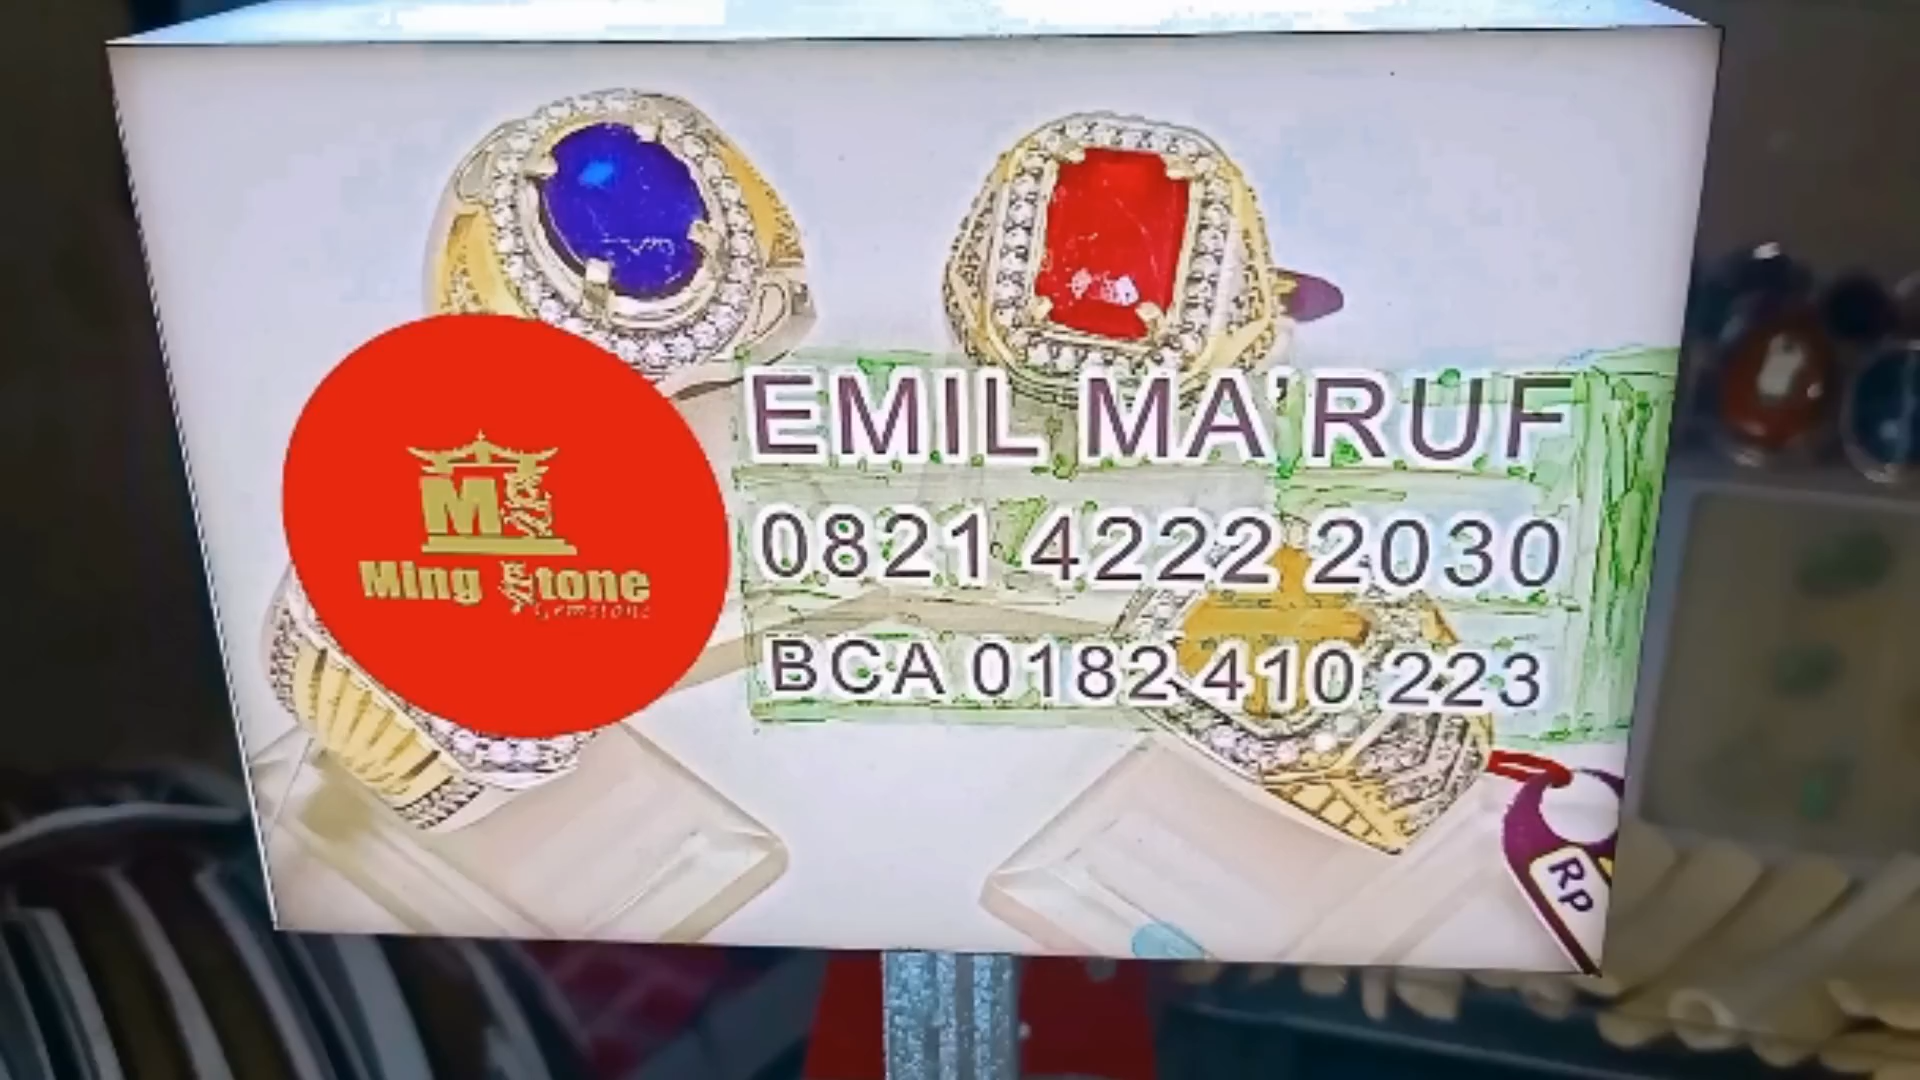 EMIL MA'RUF
0821 4222 2030
BCA 0182 410 223
M
Ming Stone
Gemstone
Rp